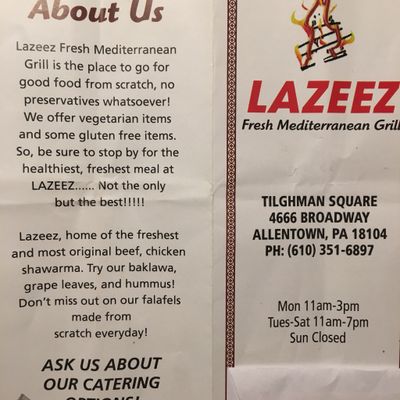 About Us
Lazeez Fresh Mediterranean
Grill is the place to go for
good food from scratch, no
preservatives whatsoever!
We offer vegetarian items
and some gluten free items.
So, be sure to stop by for the
healthiest, freshest meal at
LAZEEZ...... Not the only
but the best!!!!!
Lazeez, home of the freshest
and most original beef, chicken
shawarma. Try our baklawa,
grape leaves, and hummus!
Don't miss out on our falafels
made from
scratch everyday!
ASK US ABOUT
OUR CATERING
OPTIONS!
LAZEEZ
Fresh Mediterranean Grill
TILGHMAN SQUARE
4666 BROADWAY
ALLENTOWN, PA 18104
PH: (610) 351-6897
Mon 11am-3pm
Tues-Sat 11am-7pm
Sun Closed